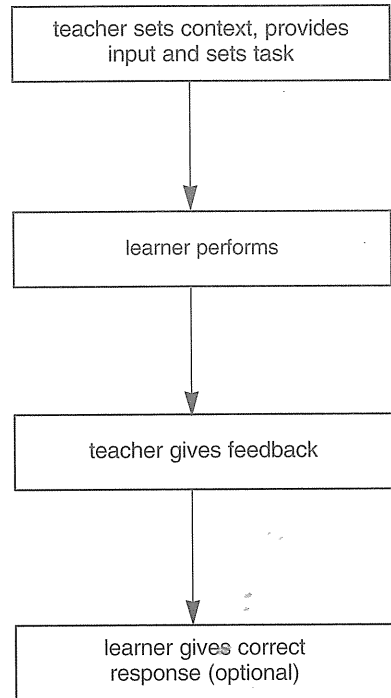 teacher sets context, provides
input and sets task
learner performs
teacher gives feedback
learner gives correct
response (optional)